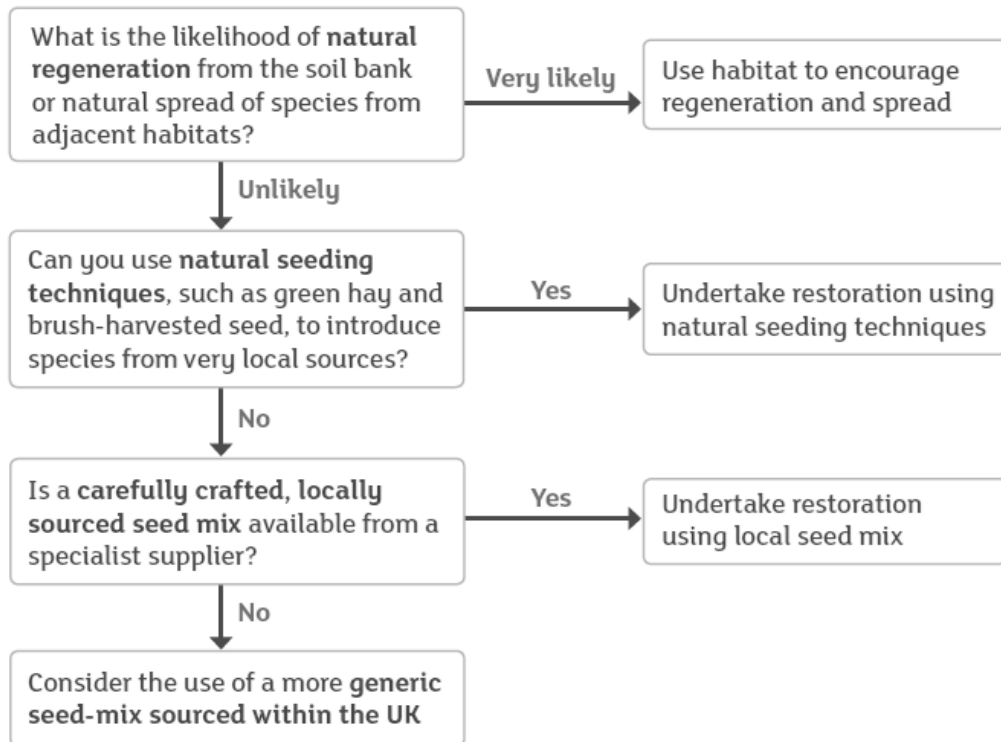 What is the likelihood of natural
regeneration from the soil bank
or natural spread of species from
adjacent habitats?
Very likely
Use habitat to encourage
regeneration and spread
Unlikely
Can you use natural seeding
techniques, such as green hay and
brush-harvested seed, to introduce
species from very local sources?
Yes
Undertake restoration using
natural seeding techniques
No
Is a carefully crafted, locally
sourced seed mix available from a
specialist supplier?
Yes
Undertake restoration
using local seed mix
No
Consider the use of a more generic
seed-mix sourced within the UK